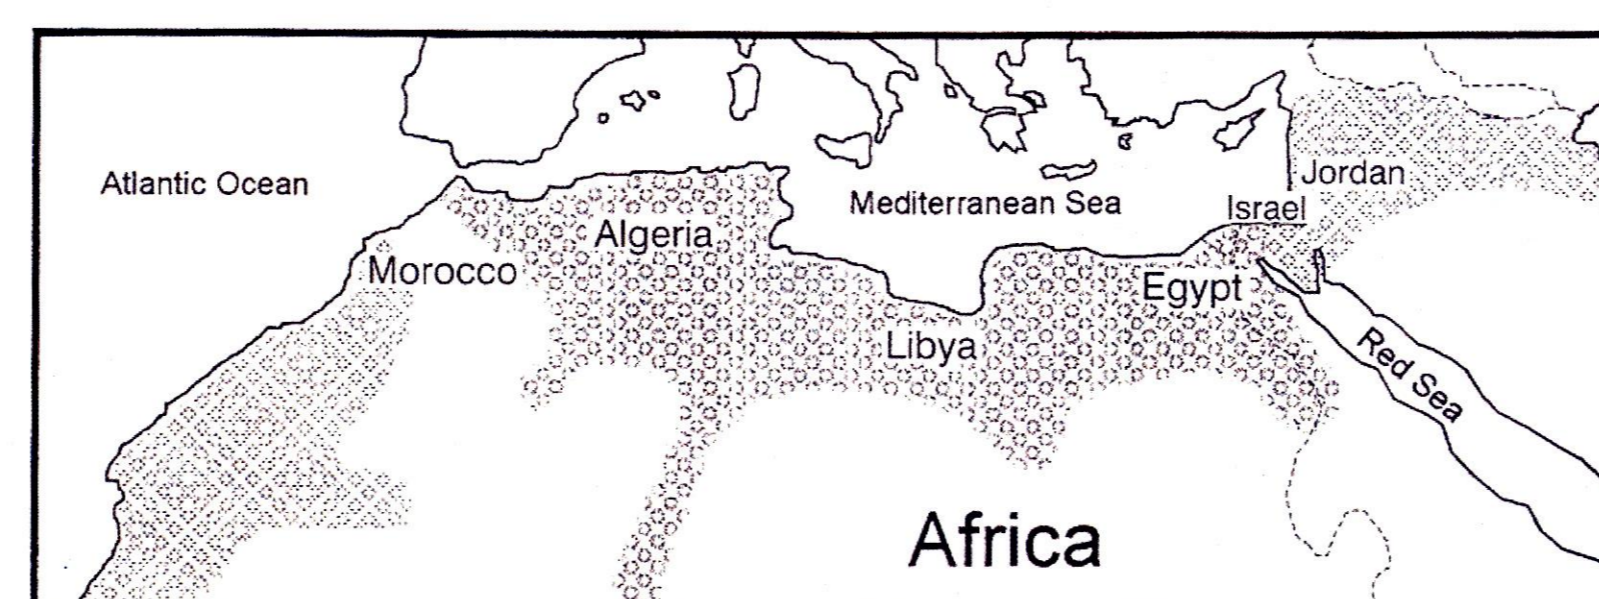 Atlantic Ocean
Jordan
Mediterranean Sea
Israel
Algeria
Morocco
Egypt
Libya
Red Sea
Africa